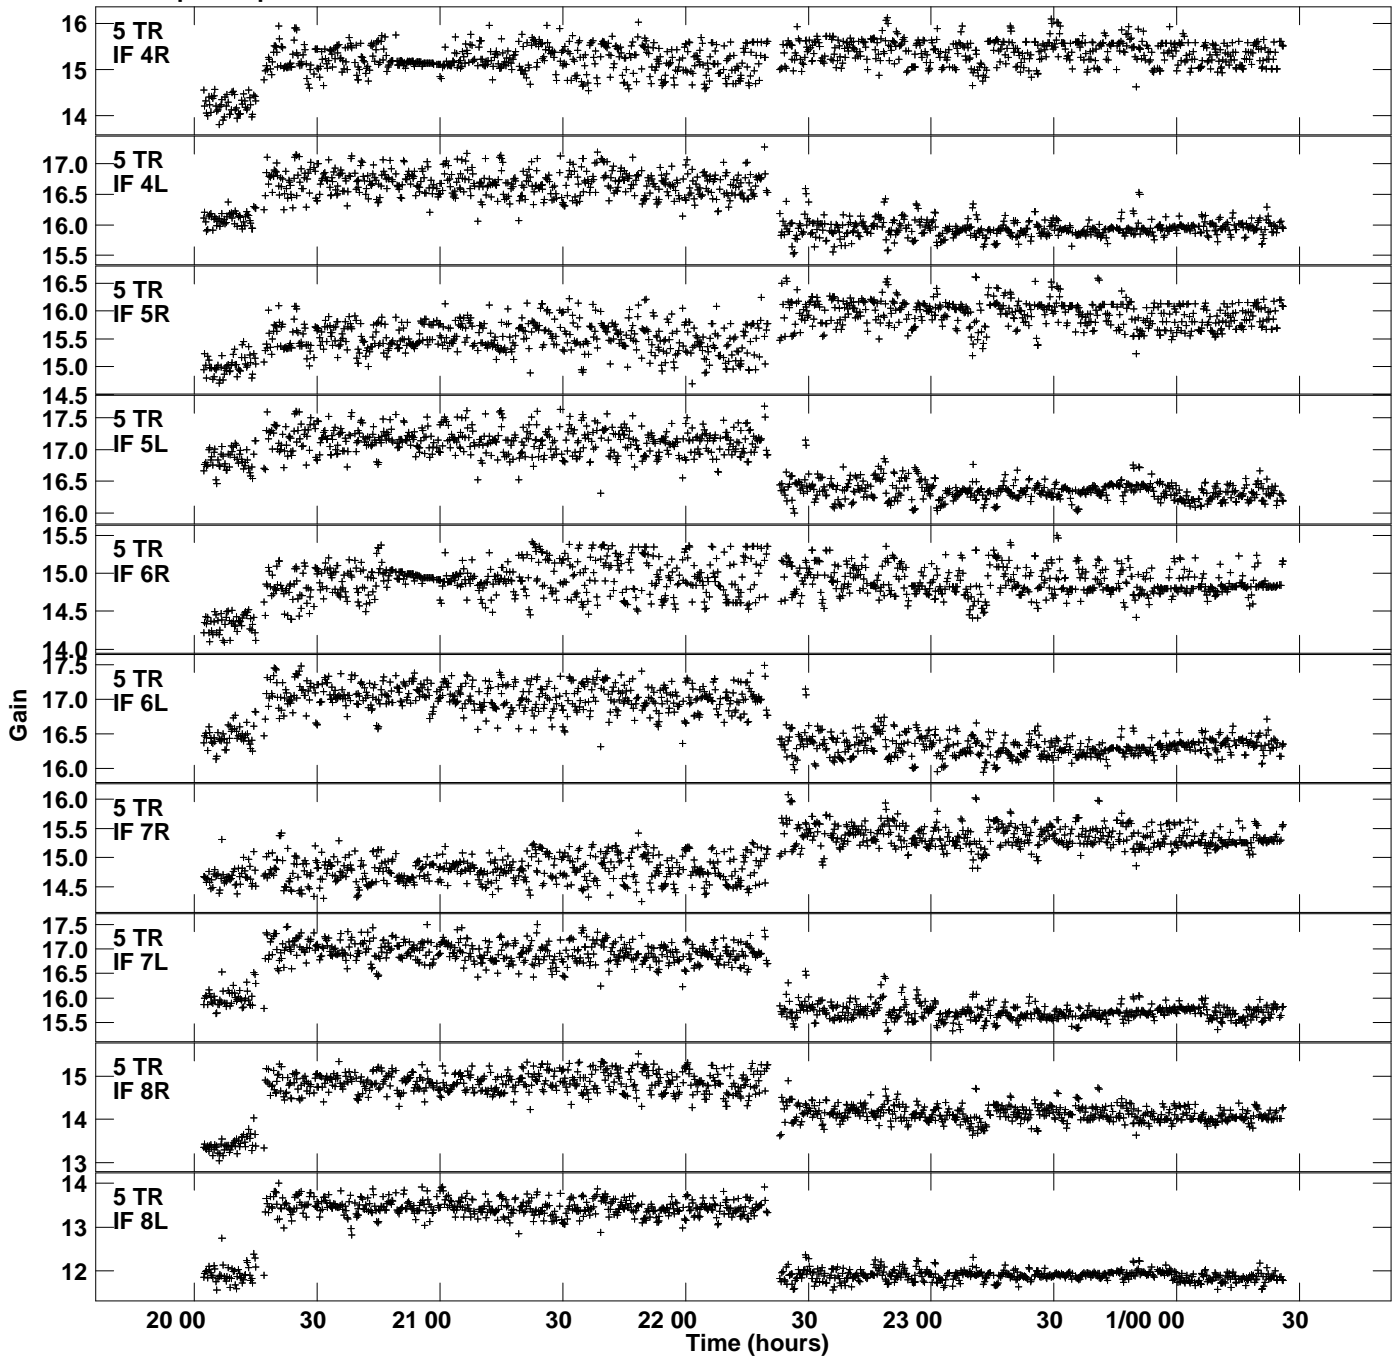 16
15
14
5 TR
IF 4R
17.0
16.5
16.0
15.5
5 TR
IF 4L
16.5
16.0
15.5
15.0
14.5
5 TR
IF 5R
17.5
17.0
16.5
16.0
5 TR
IF 5L
15.5
15.0
14.5
14.0
5 TR
IF 6R
17.5
17.0
16.5
16.0
5 TR
IF 6L
Gain
16.0
15.5
15.0
14.5
5 TR
IF 7R
17.5
17.0
16.5
16.0
15.5
5 TR
IF 7L
15
14
13
5 TR
IF 8R
14
13
12
5 TR
IF 8L
20 00 30 21 00 30 22 00 30 23 00 30 1/00 00 30
Time (hours)